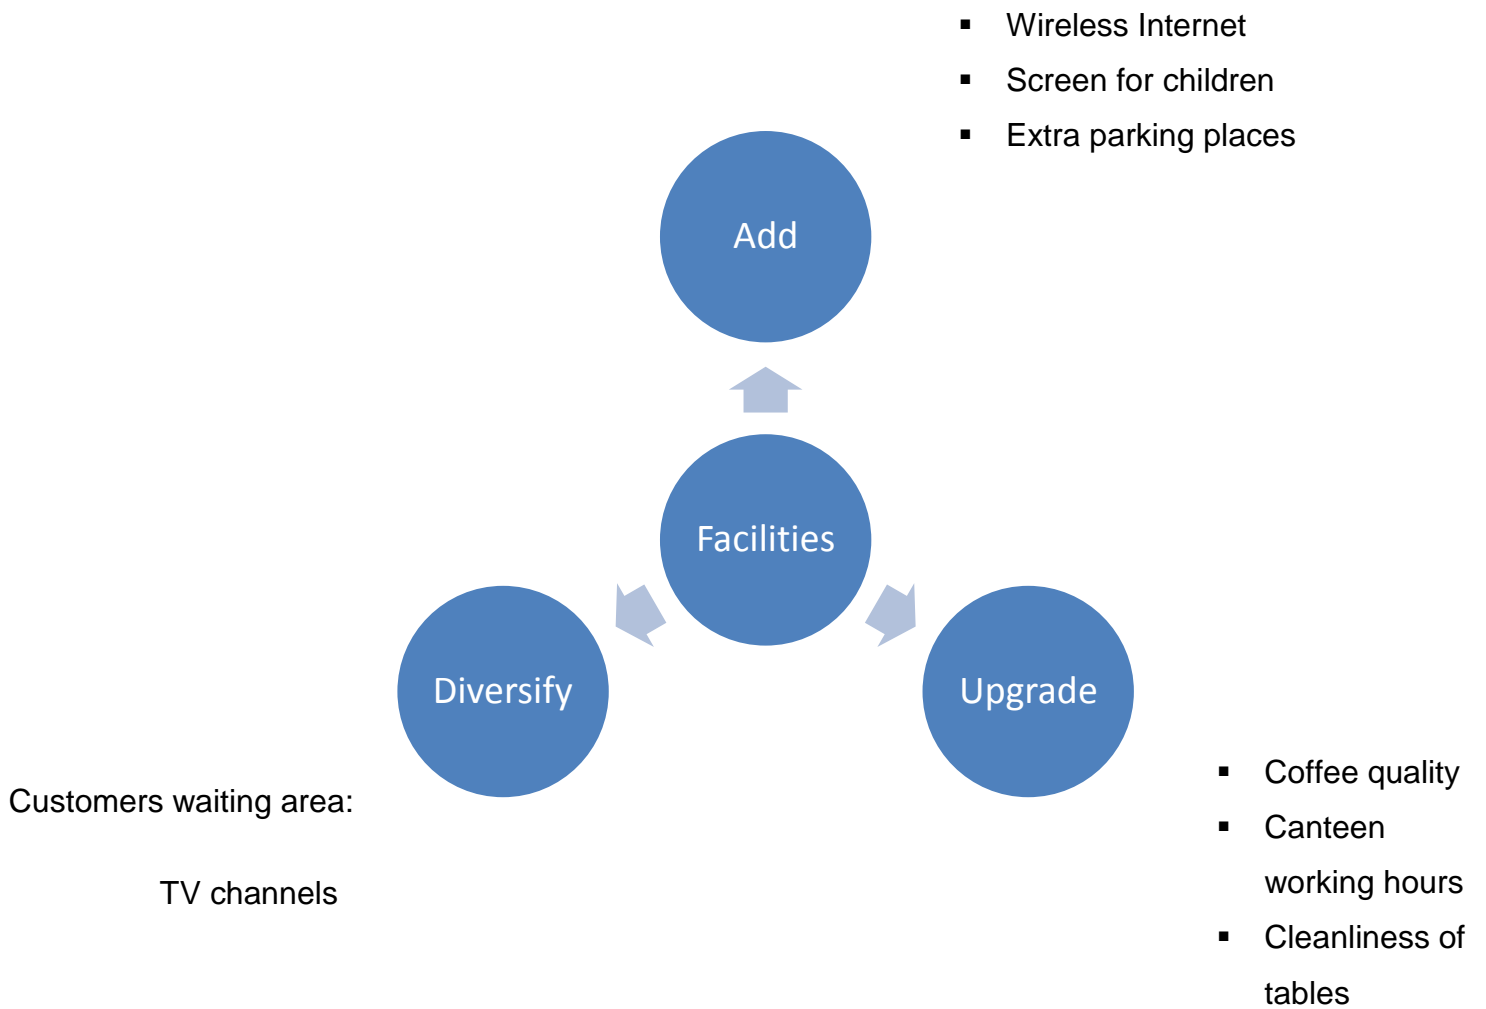 ▪ Wireless Internet
▪ Screen for children
▪ Extra parking places
Add
Facilities
Diversify
Upgrade
Customers waiting area:
TV channels
▪ Coffee quality
▪ Canteen
working hours
▪ Cleanliness of
tables